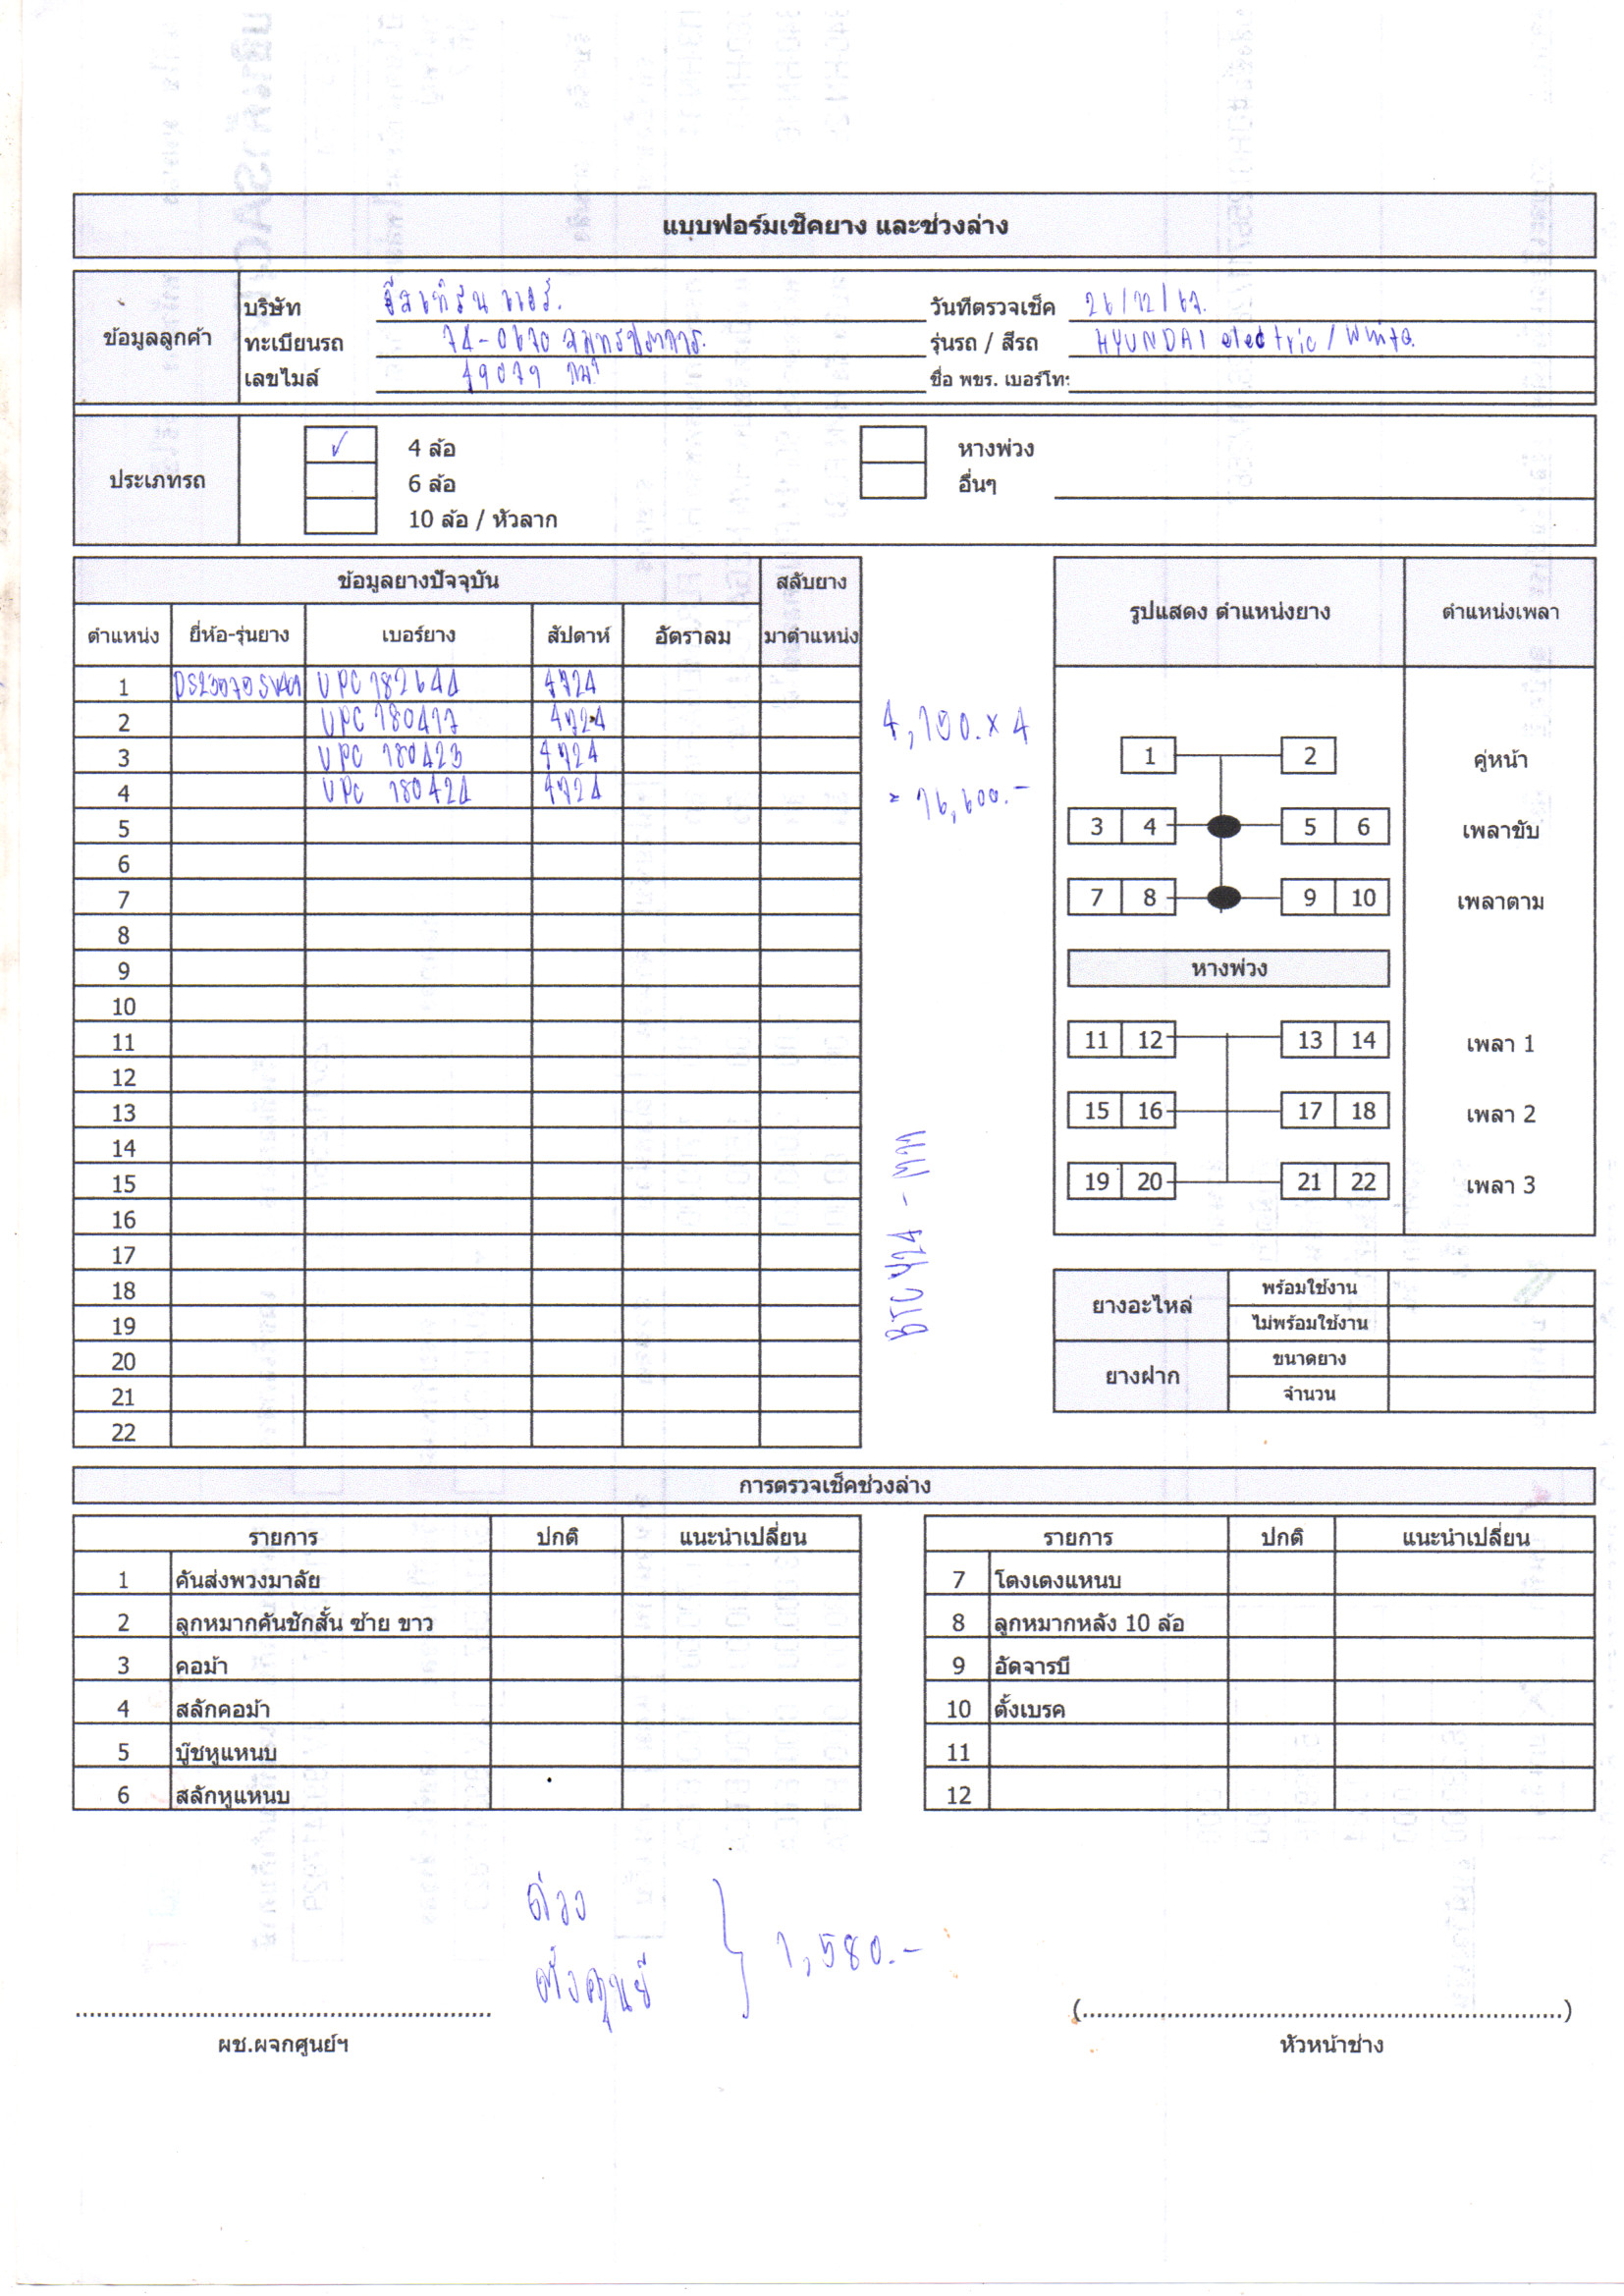 แบบฟอร์มเช็คยาง และช่วงล่าง
ข้อมูลลูกค้า
บริษัท อีสเทิร์น แอร์. วันที่ตรวจเช็ค 26/12/67.
ทะเบียนรถ 74-0670 สมุทรปราการ. รุ่นรถ / สีรถ HYUNDAI electric / White
เลขไมล์ 19079 กม. ชื่อ พขร. เบอร์โทร
ประเภทรถ
✓ 4 ล้อ หางพ่วง
6 ล้อ อื่นๆ
10 ล้อ / หัวลาก
ข้อมูลยางปัจจุบัน สลับยาง
ตำแหน่ง ยี่ห้อ-รุ่นยาง เบอร์ยาง สัปดาห์ อัตราลม มาตำแหน่ง
1 UPC 182644 4724
2 UPC 180417 4724
3 UPC 180423 4724
4 UPC 180424 4724
5
6
7
8
9
10
11
12
13
14
15
16
17
18
19
20
21
22
= 16,600.-
รูปแสดง ตำแหน่งยาง ตำแหน่งเพลา
1 2 คู่หน้า
3 4 5 6 เพลาขับ
7 8 9 10 เพลาตาม
หางพ่วง
11 12 13 14 เพลา 1
15 16 17 18 เพลา 2
19 20 21 22 เพลา 3
ยางอะไหล่ พร้อมใช้งาน
ไม่พร้อมใช้งาน
ยางฝาก ขนาดยาง
จำนวน
การตรวจเช็คช่วงล่าง
รายการ ปกติ แนะนำเปลี่ยน รายการ ปกติ แนะนำเปลี่ยน
1 คันส่งพวงมาลัย 7 โตงเตงแหนบ
2 ลูกหมากคันชักสั้น ซ้าย ขาว 8 ลูกหมากหลัง 10 ล้อ
3 คอม้า 9 อัดจารบี
4 สลักคอม้า 10 ตั้งเบรค
5 บู๊ชหูแหนบ 11
6 สลักหูแหนบ 12
ถ่วง
ตั้งศูนย์ } 1,580.-
ผช.ผจกศูนย์ฯ หัวหน้าช่าง